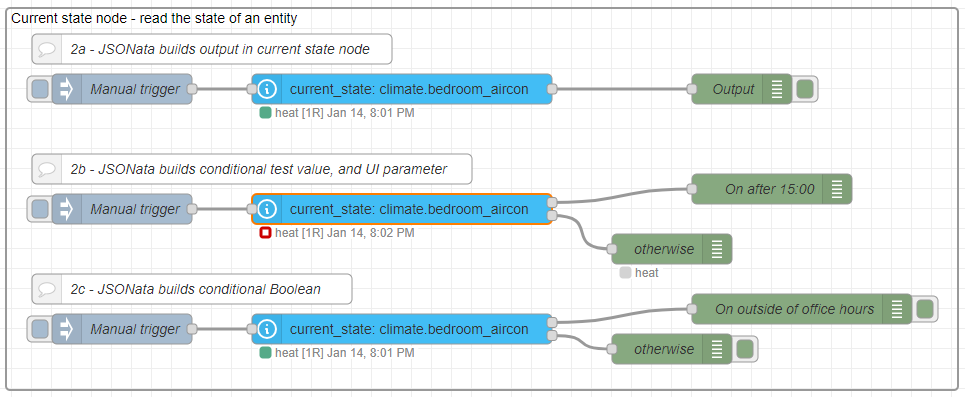 Current state node - read the state of an entity
2a - JSONata builds output in current state node
Manual trigger
current_state: climate.bedroom_aircon
Output
heat [1R] Jan 14, 8:01 PM
2b - JSONata builds conditional test value, and UI parameter
On after 15:00
Manual trigger
current_state: climate.bedroom_aircon
heat [1R] Jan 14, 8:02 PM
otherwise
heat
2c - JSONata builds conditional Boolean
On outside of office hours
Manual trigger
current_state: climate.bedroom_aircon
otherwise
heat [1R] Jan 14, 8:01 PM